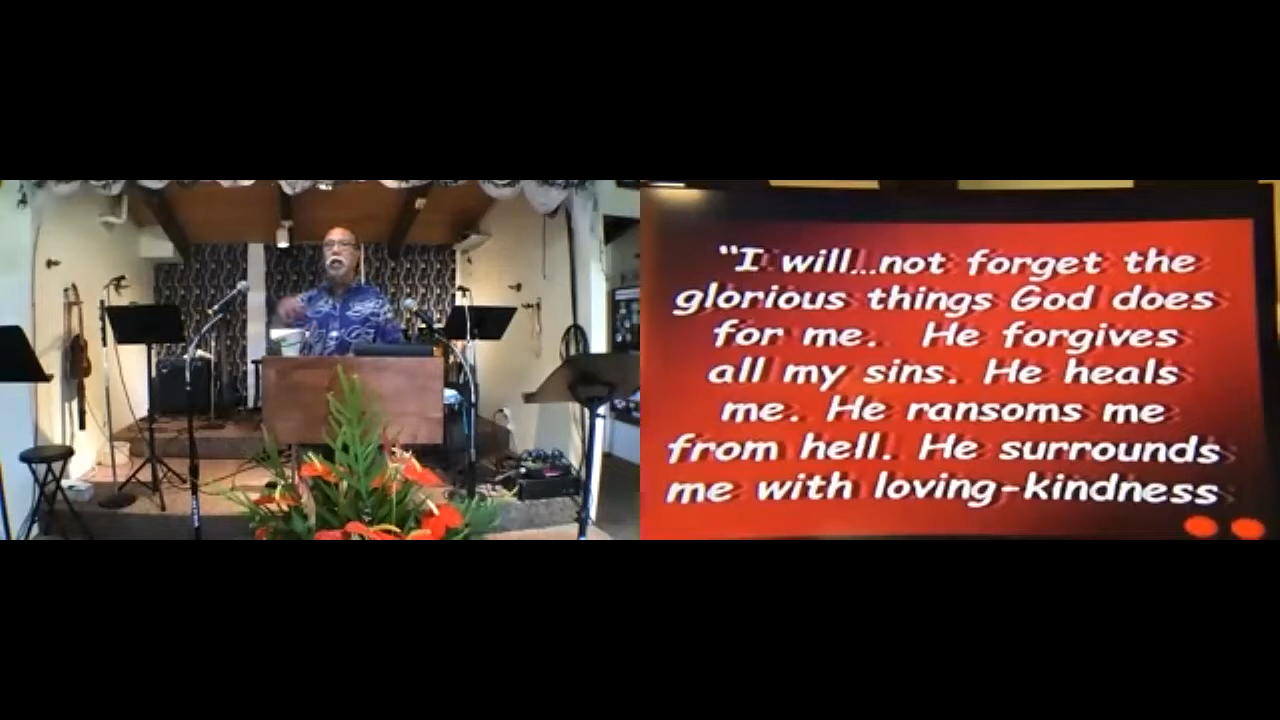 “I will...not forget the
glorious things God does
for me. He forgives
all my sins. He heals
me. He ransoms me
from hell. He surrounds
me with loving-kindness